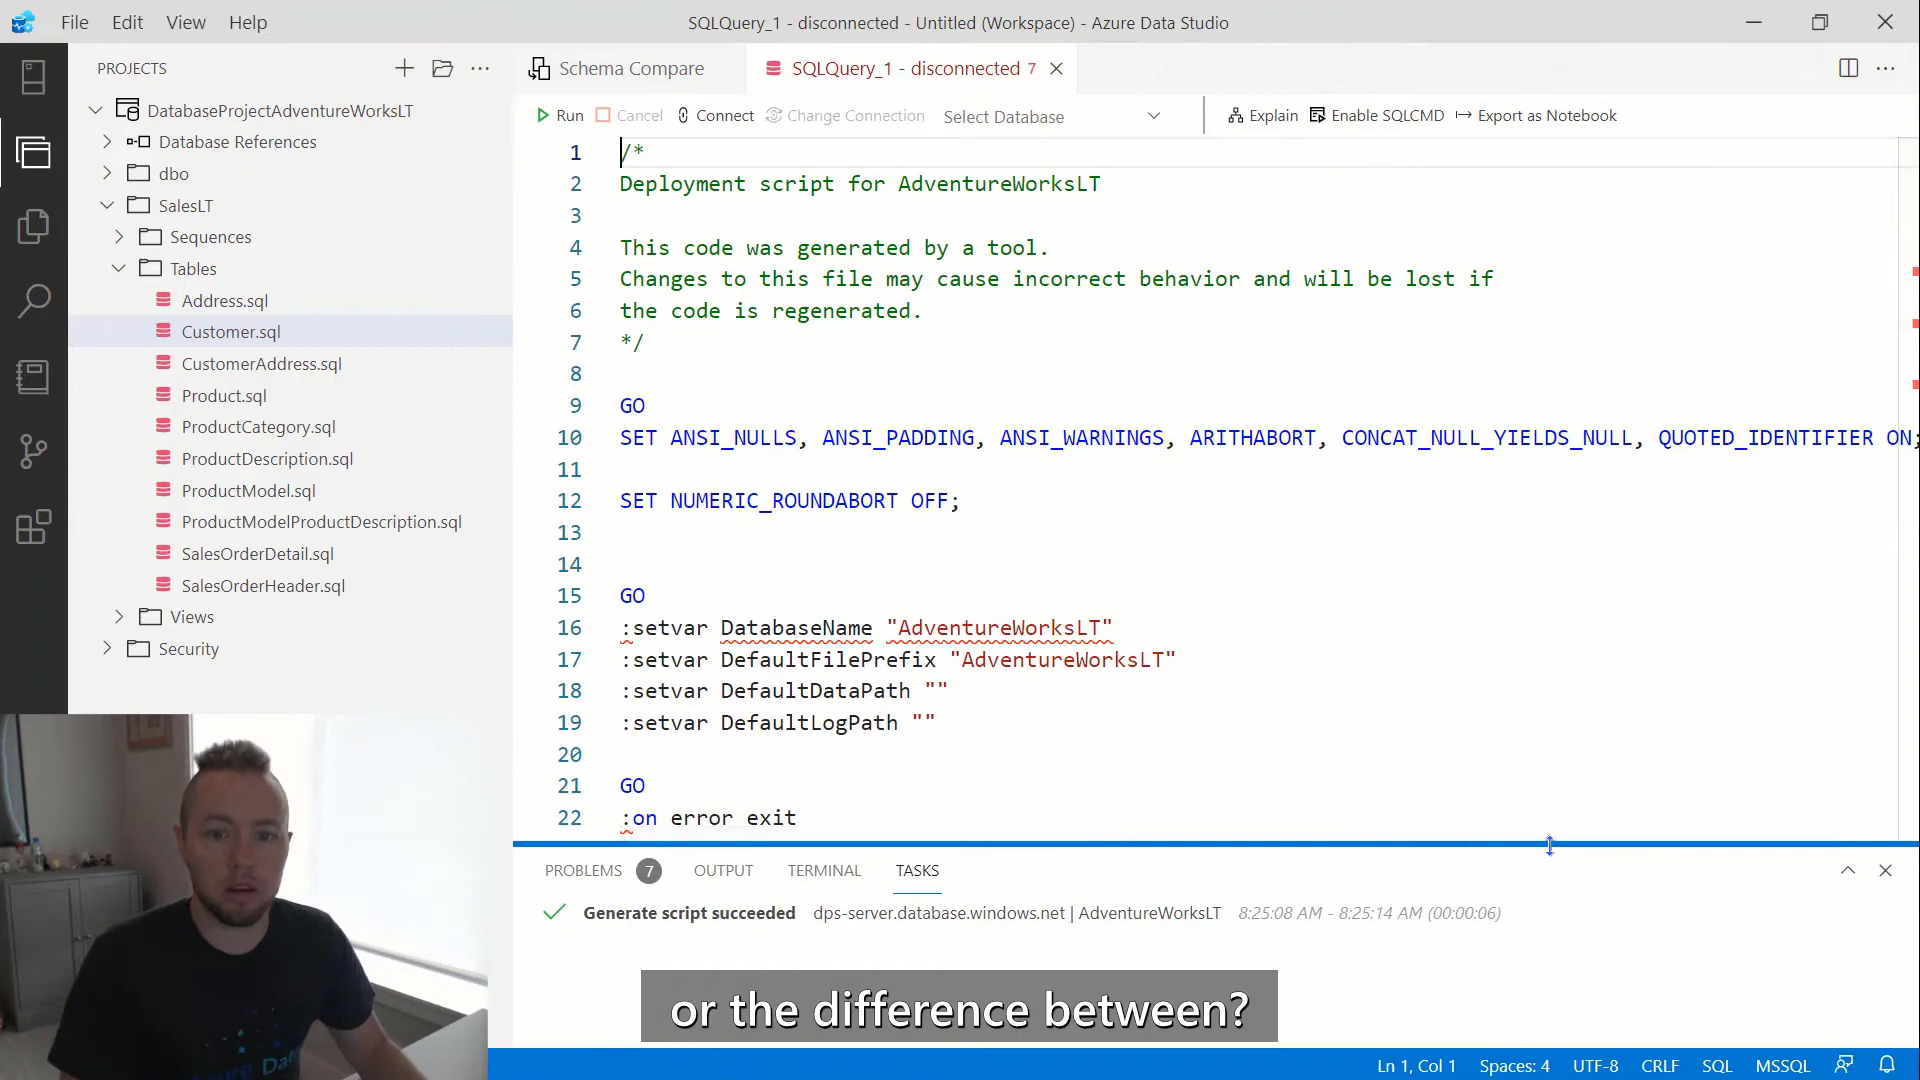 File Edit View Help
SQLQuery_1 - disconnected - Untitled (Workspace) - Azure Data Studio
PROJECTS
DatabaseProjectAdventureWorksLT
Database References
dbo
SalesLT
Sequences
Tables
Address.sql
Customer.sql
CustomerAddress.sql
Product.sql
ProductCategory.sql
ProductDescription.sql
ProductModel.sql
ProductModelProductDescription.sql
SalesOrderDetail.sql
SalesOrderHeader.sql
Views
Security
Schema Compare
SQLQuery_1 - disconnected 7
Run Cancel Connect Change Connection Select Database Explain Enable SQLCMD Export as Notebook
1 /*
2 Deployment script for AdventureWorksLT
3
4 This code was generated by a tool.
5 Changes to this file may cause incorrect behavior and will be lost if
6 the code is regenerated.
7 */
8
9 GO
10 SET ANSI_NULLS, ANSI_PADDING, ANSI_WARNINGS, ARITHABORT, CONCAT_NULL_YIELDS_NULL, QUOTED_IDENTIFIER ON;
11
12 SET NUMERIC_ROUNDABORT OFF;
13
14
15 GO
16 :setvar DatabaseName "AdventureWorksLT"
17 :setvar DefaultFilePrefix "AdventureWorksLT"
18 :setvar DefaultDataPath ""
19 :setvar DefaultLogPath ""
20
21 GO
22 :on error exit
PROBLEMS 7 OUTPUT TERMINAL TASKS
Generate script succeeded dps-server.database.windows.net | AdventureWorksLT 8:25:08 AM - 8:25:14 AM (00:00:06)
or the difference between?
Ln 1, Col 1 Spaces: 4 UTF-8 CRLF SQL MSSQL